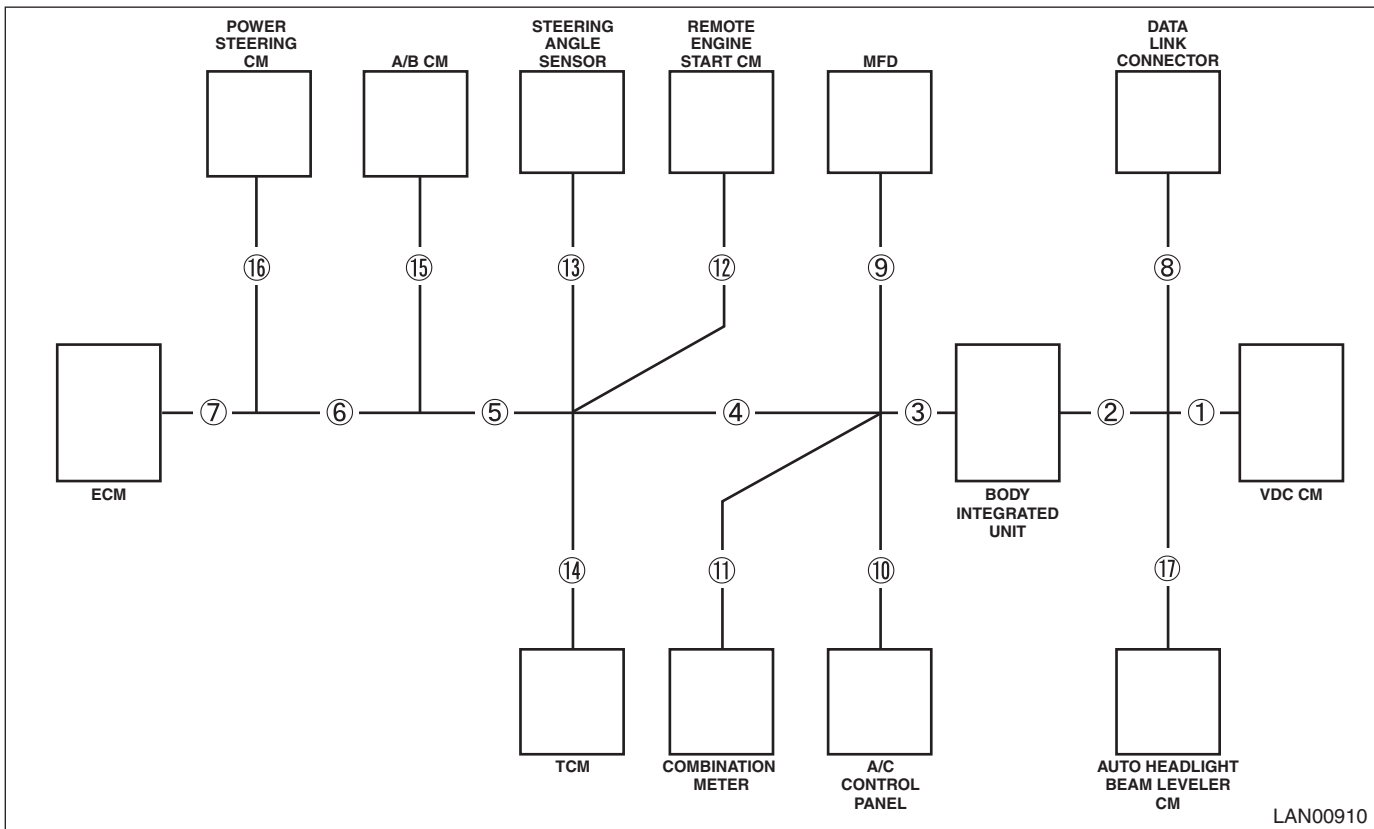 POWER
STEERING
CM
A/B CM
STEERING
ANGLE
SENSOR
REMOTE
ENGINE
START CM
MFD
DATA
LINK
CONNECTOR
⑯
⑮
⑬
⑫
⑨
⑧
⑦
⑥
⑤
④
③
②
①
ECM
BODY
INTEGRATED
UNIT
VDC CM
⑭
⑪
⑩
⑰
TCM
COMBINATION
METER
A/C
CONTROL
PANEL
AUTO HEADLIGHT
BEAM LEVELER
CM
LAN00910